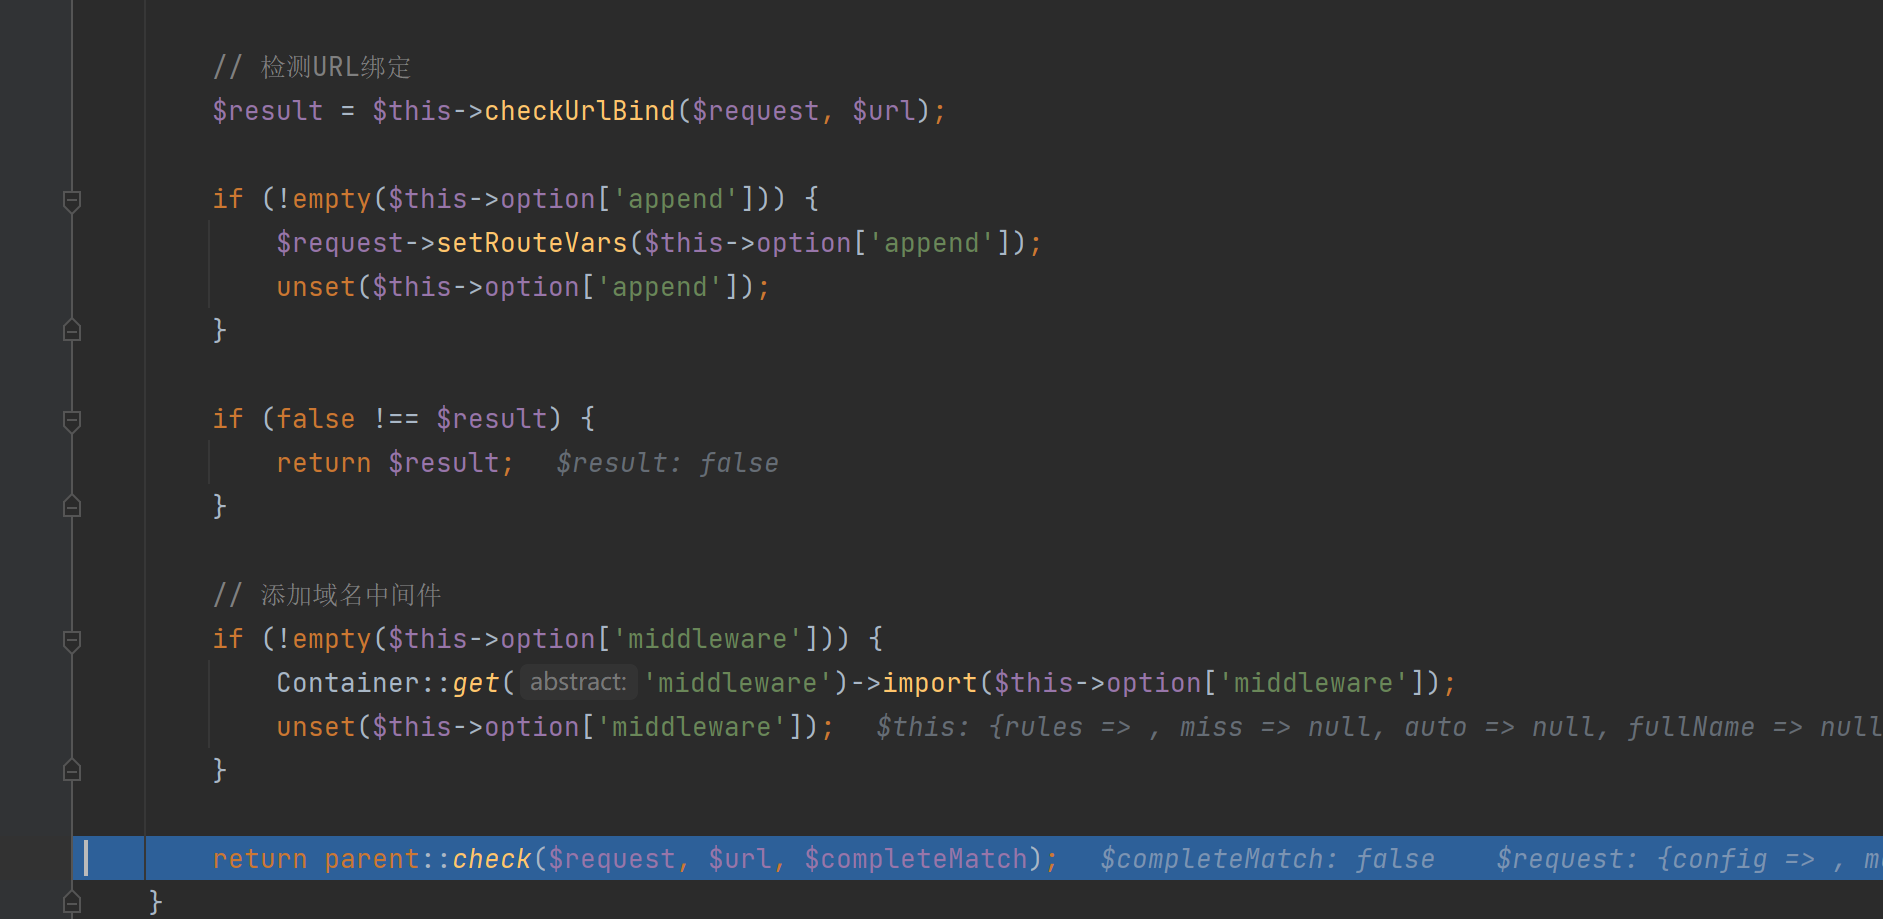 // 检测URL绑定
$result = $this->checkUrlBind($request, $url);
if (!empty($this->option['append'])) {
$request->setRouteVars($this->option['append']);
unset($this->option['append']);
}
if (false !== $result) {
return $result; $result: false
}
// 添加域名中间件
if (!empty($this->option['middleware'])) {
Container::get( abstract: 'middleware')->import($this->option['middleware']);
unset($this->option['middleware']); $this: {rules => , miss => null, auto => null, fullName => null
}
return parent::check($request, $url, $completeMatch); $completeMatch: false $request: {config => ,
}